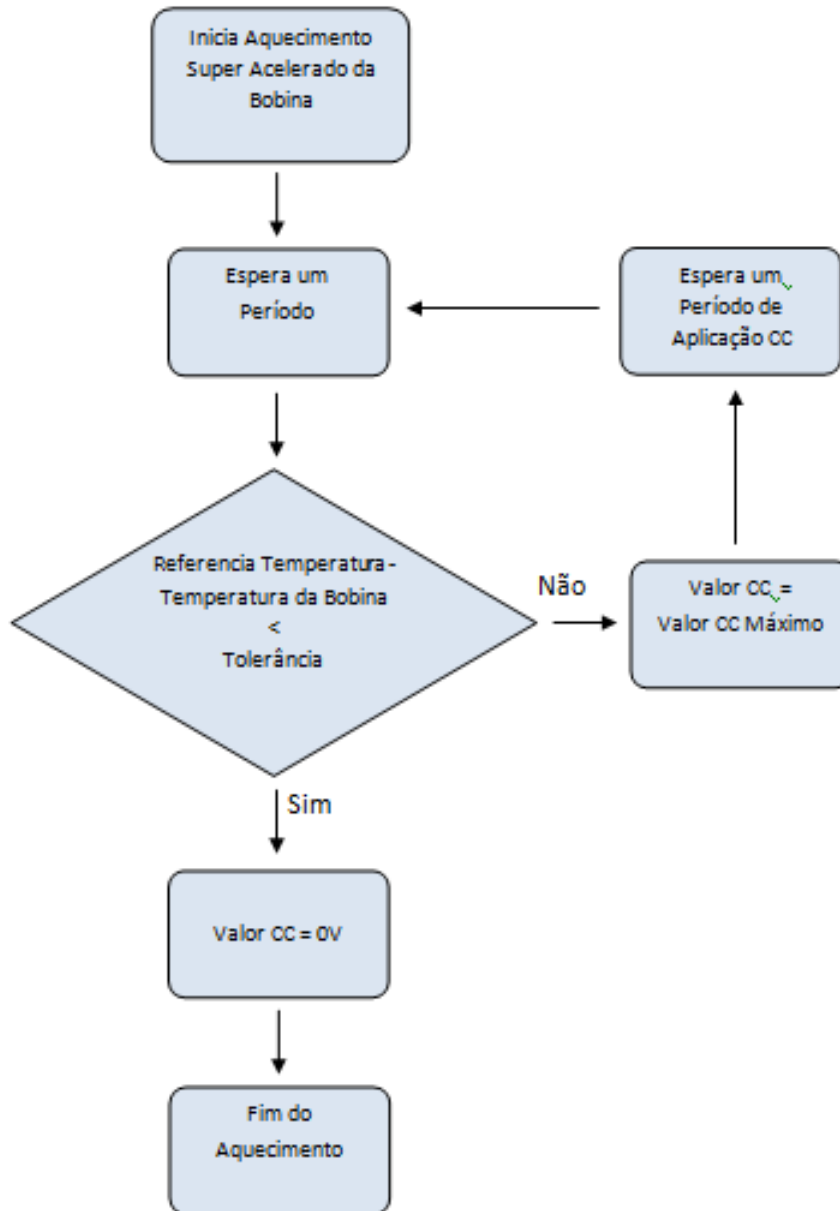 Inicia Aquecimento
Super Acelerado da
Bobina
Espera um
Período
Espera um
Período de
Aplicação CC
Referencia Temperatura-
Temperatura da Bobina
<
Tolerância
Não
Valor CC =
Valor CC Máximo
Sim
Valor CC = 0V
Fim do
Aquecimento